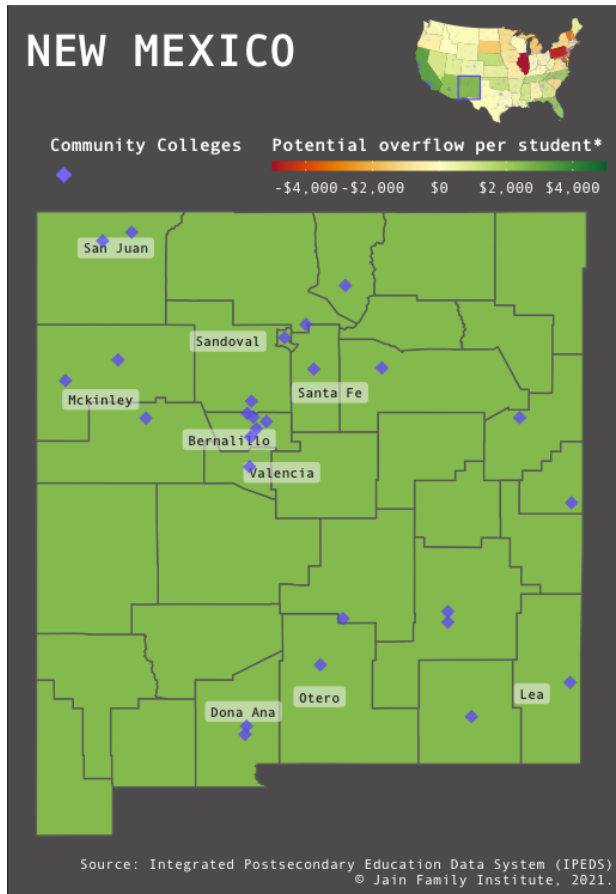 NEW MEXICO
Community Colleges
Potential overflow per student*
-$4,000 -$2,000 $0 $2,000 $4,000
San Juan
Sandoval
Santa Fe
Mckinley
Bernalillo
Valencia
Otero
Lea
Dona Ana
Source: Integrated Postsecondary Education Data System (IPEDS)
© Jain Family Institute, 2021.